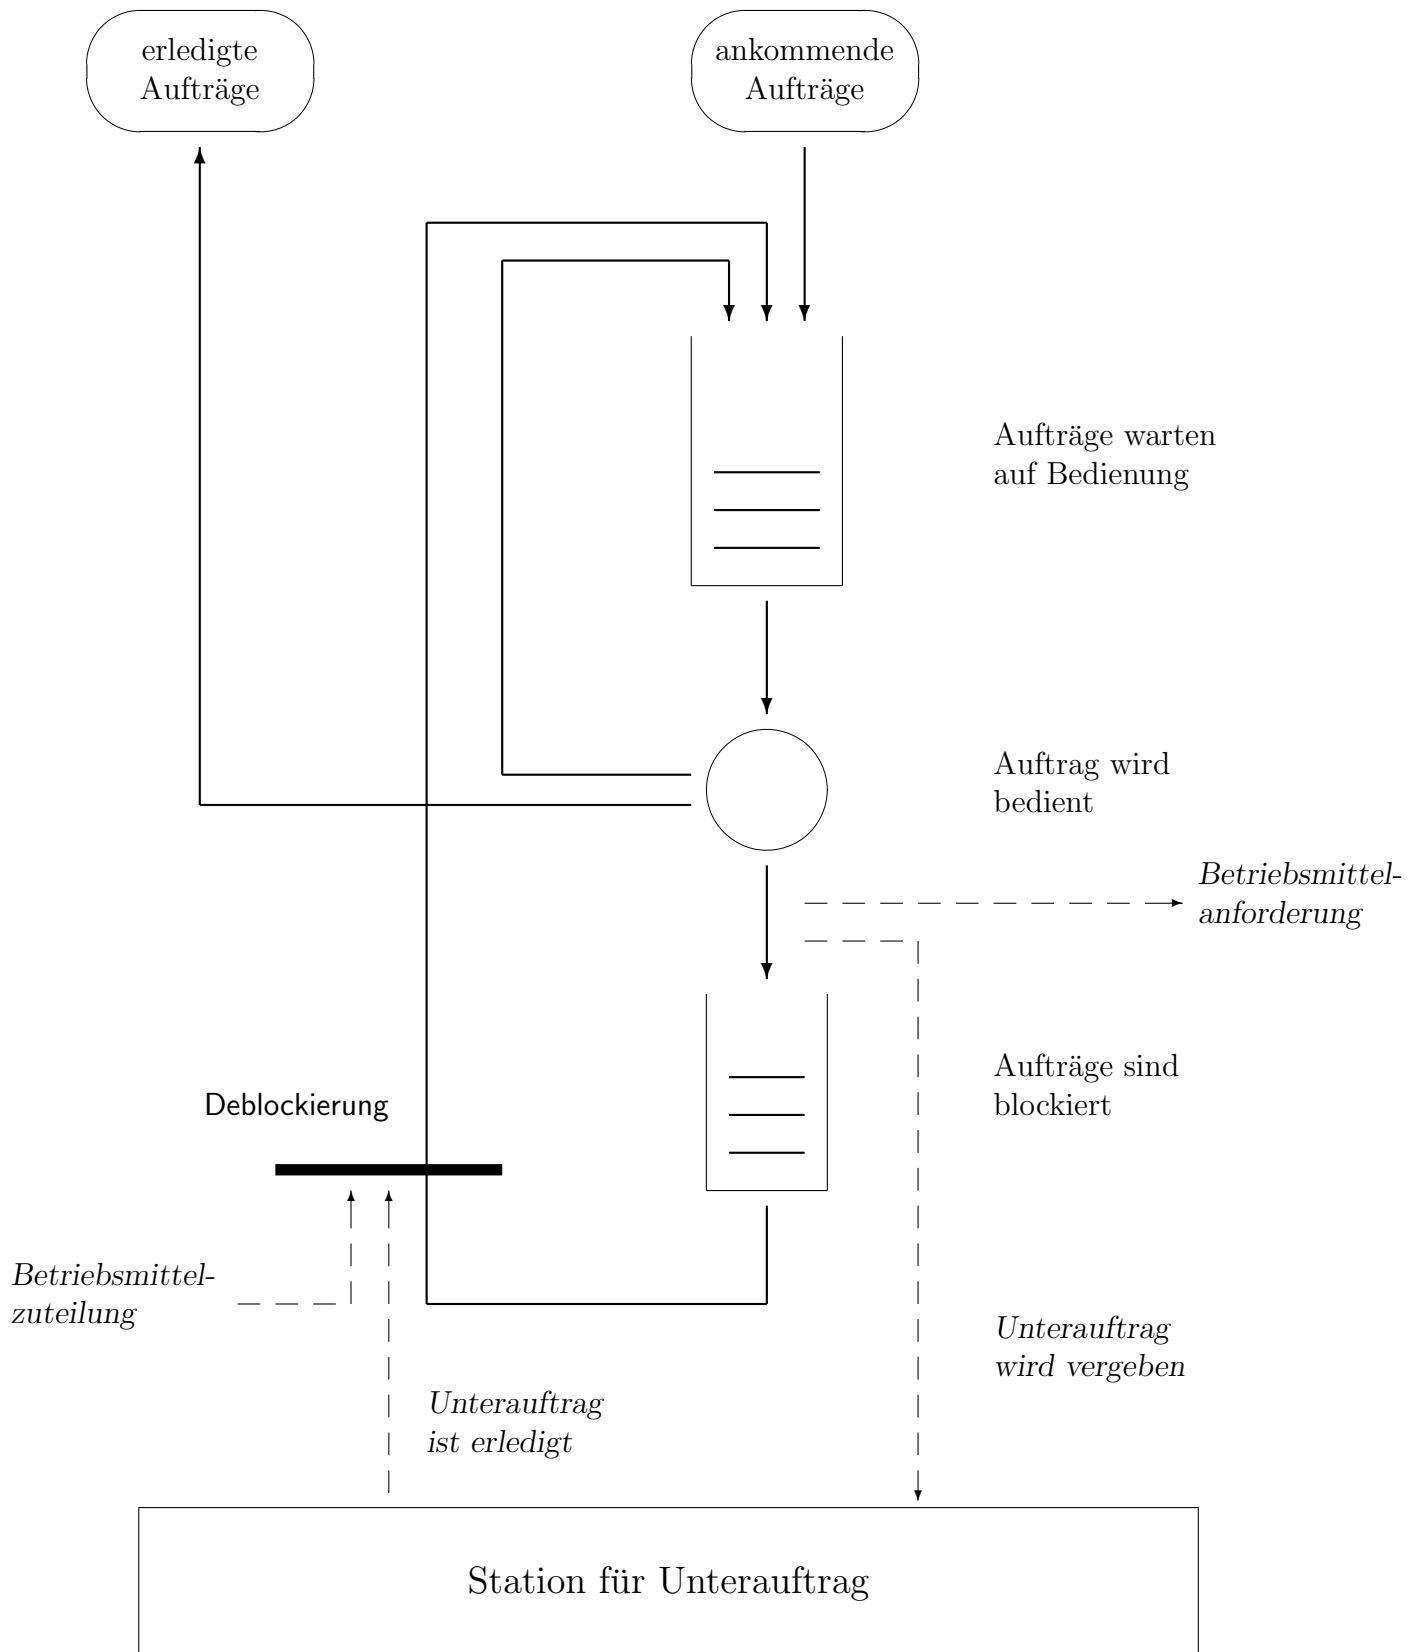 erledigte
Aufträge
ankommende
Aufträge
Aufträge warten
auf Bedienung
Auftrag wird
bedient
Betriebsmittel-
anforderung
Aufträge sind
blockiert
Deblockierung
Betriebsmittel-
zuteilung
Unterauftrag
wird vergeben
Unterauftrag
ist erledigt
Station für Unterauftrag